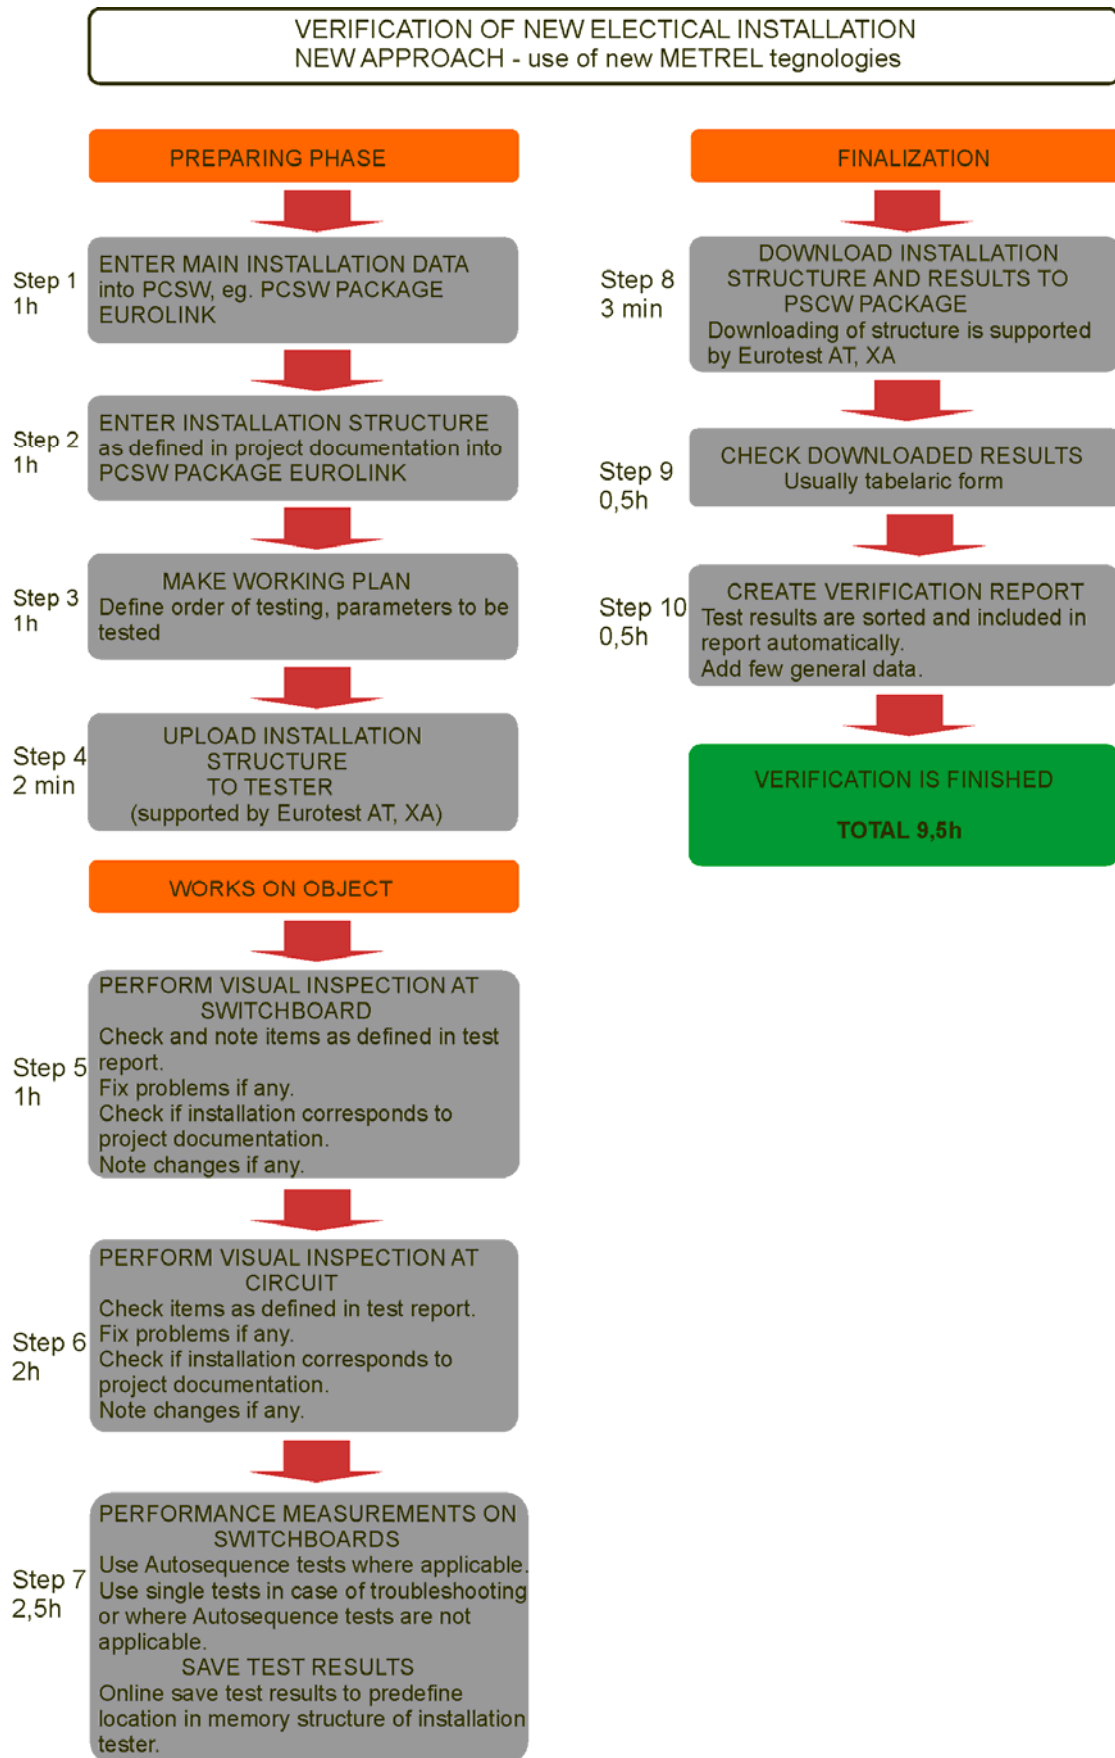 VERIFICATION OF NEW ELECTICAL INSTALLATION
NEW APPROACH - use of new METREL tegnologies
PREPARING PHASE
Step 1
1h
ENTER MAIN INSTALLATION DATA
into PCSW, eg. PCSW PACKAGE
EUROLINK
Step 2
1h
ENTER INSTALLATION STRUCTURE
as defined in project documentation into
PCSW PACKAGE EUROLINK
Step 3
1h
MAKE WORKING PLAN
Define order of testing, parameters to be
tested
Step 4
2 min
UPLOAD INSTALLATION
STRUCTURE
TO TESTER
(supported by Eurotest AT, XA)
WORKS ON OBJECT
Step 5
1h
PERFORM VISUAL INSPECTION AT
SWITCHBOARD
Check and note items as defined in test
report.
Fix problems if any.
Check if installation corresponds to
project documentation.
Note changes if any.
Step 6
2h
PERFORM VISUAL INSPECTION AT
CIRCUIT
Check items as defined in test report.
Fix problems if any.
Check if installation corresponds to
project documentation.
Note changes if any.
Step 7
2,5h
PERFORMANCE MEASUREMENTS ON
SWITCHBOARDS
Use Autosequence tests where applicable.
Use single tests in case of troubleshooting
or where Autosequence tests are not
applicable.
SAVE TEST RESULTS
Online save test results to predefine
location in memory structure of installation
tester.
FINALIZATION
Step 8
3 min
DOWNLOAD INSTALLATION
STRUCTURE AND RESULTS TO
PSCW PACKAGE
Downloading of structure is supported
by Eurotest AT, XA
Step 9
0,5h
CHECK DOWNLOADED RESULTS
Usually tabelaric form
Step 10
0,5h
CREATE VERIFICATION REPORT
Test results are sorted and included in
report automatically.
Add few general data.
VERIFICATION IS FINISHED
TOTAL 9,5h